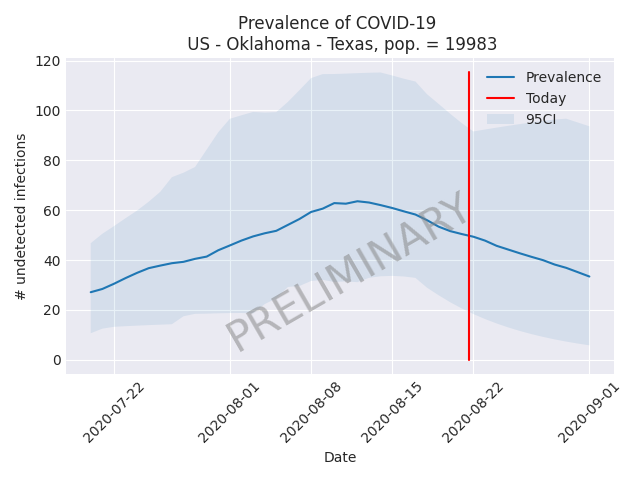 Prevalence of COVID-19
US - Oklahoma - Texas, pop. = 19983
120
100
80
60
40
20
0
# undetected infections
Prevalence
Today
95CI
PRELIMINARY
2020-07-22
2020-08-01
2020-08-08
2020-08-15
2020-08-22
2020-09-01
Date